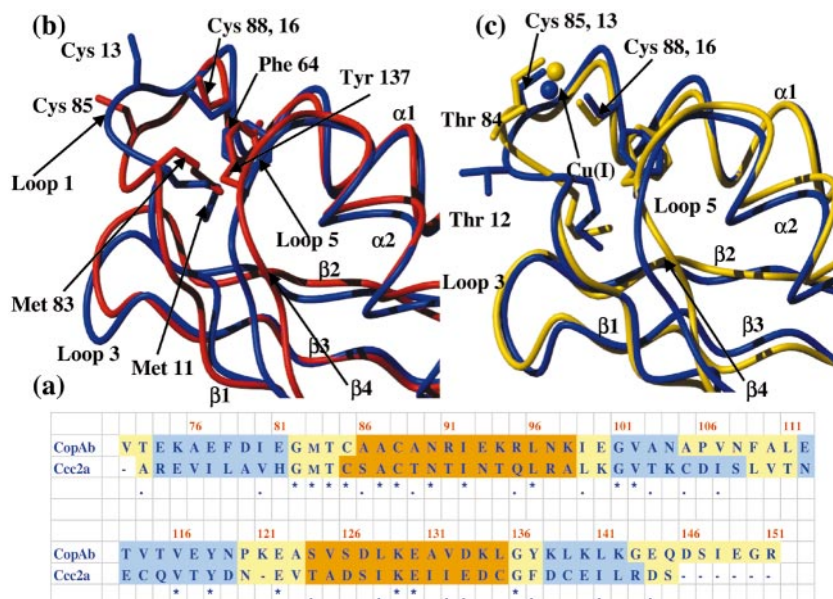 (b)
Cys 88, 16
Cys 13
Phe 64
Tyr 137
Cys 85
α1
Loop 1
Loop 5
α2
Met 83
β2
Loop 3
Met 11
β3
β1
β4
(c)
Cys 85, 13
Cys 88, 16
Thr 84
α1
Cu(I)
Thr 12
Loop 5
α2
β2
Loop 3
β1
β3
β4
(a)
76 81 86 91 96 101 106 111
CopAb V T E K A E F D I E G M T C A A C A N R I E K R L N K I E G V A N A P V N F A L E
Ccc2a - A R E V I L A V H G M T C S A C T N T I N T Q L R A L K G V T K C D I S L V T N
116 121 126 131 136 141 146 151
CopAb T V T V E Y N P K E A S V S D L K E A V D K L G Y K L K L K G E Q D S I E G R
Ccc2a E C Q V T Y D N - E V T A D S I K E I I E D C G F D C E I L R D S - - - - - -